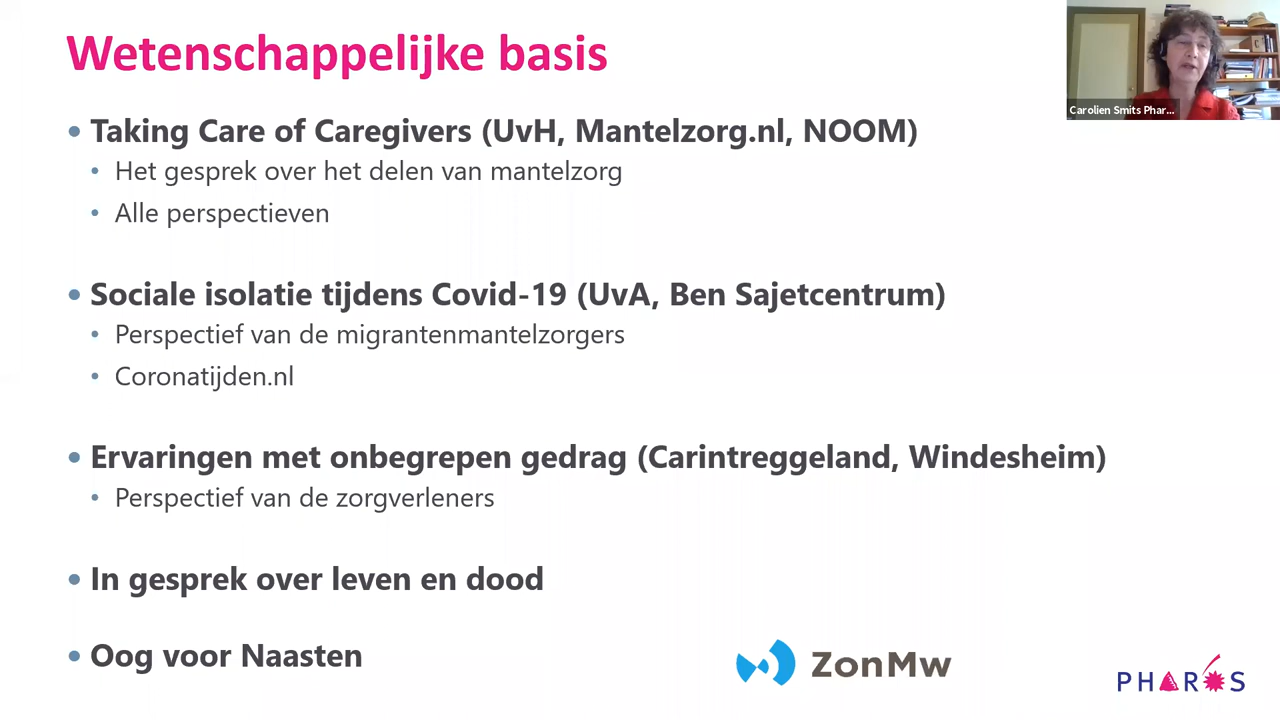 Wetenschappelijke basis
Carolien Smits Phar...
• Taking Care of Caregivers (UvH, Mantelzorg.nl, NOOM)
• Het gesprek over het delen van mantelzorg
• Alle perspectieven
• Sociale isolatie tijdens Covid-19 (UvA, Ben Sajetcentrum)
• Perspectief van de migrantenmantelzorgers
• Coronatijden.nl
• Ervaringen met onbegrepen gedrag (Carintreggeland, Windesheim)
• Perspectief van de zorgverleners
• In gesprek over leven en dood
• Oog voor Naasten
ZonMw
PHAROS